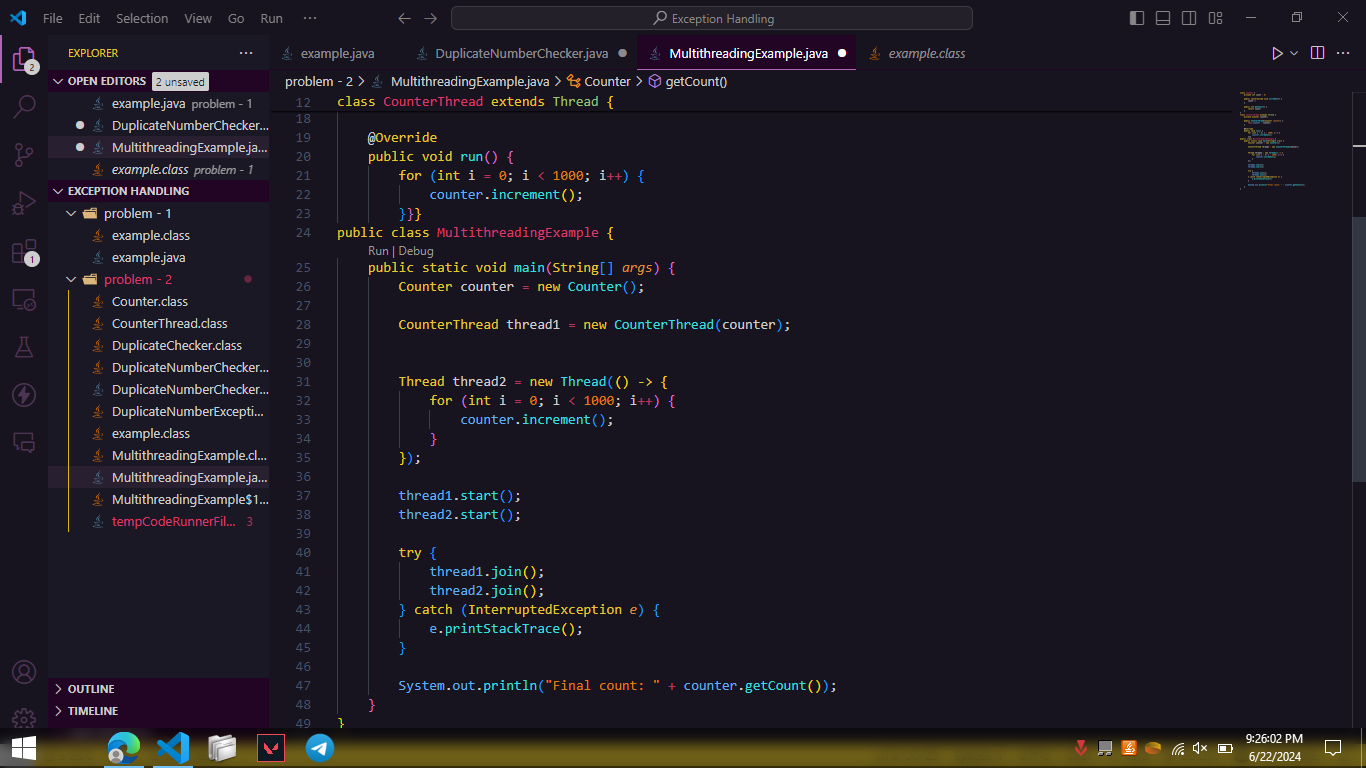 File Edit Selection View Go Run ··· Exception Handling
EXPLORER ···
OPEN EDITORS 2 unsaved
example.java problem - 1
DuplicateNumberChecker...
MultithreadingExample.ja...
example.class problem - 1
EXCEPTION HANDLING
problem - 1
example.class
example.java
problem - 2
Counter.class
CounterThread.class
DuplicateChecker.class
DuplicateNumberChecker...
DuplicateNumberChecker...
DuplicateNumberExcepti...
example.class
MultithreadingExample.cl...
MultithreadingExample.ja...
MultithreadingExample$1...
tempCodeRunnerFil... 3
OUTLINE
TIMELINE
2
1
example.java DuplicateNumberChecker.java MultithreadingExample.java example.class
problem - 2 > MultithreadingExample.java > Counter > getCount()
12 class CounterThread extends Thread {
18
19 @Override
20 public void run() {
21 for (int i = 0; i < 1000; i++) {
22 counter.increment();
23 }}}
24 public class MultithreadingExample {
Run | Debug
25 public static void main(String[] args) {
26 Counter counter = new Counter();
27
28 CounterThread thread1 = new CounterThread(counter);
29
30
31 Thread thread2 = new Thread(() -> {
32 for (int i = 0; i < 1000; i++) {
33 counter.increment();
34 }
35 });
36
37 thread1.start();
38 thread2.start();
39
40 try {
41 thread1.join();
42 thread2.join();
43 } catch (InterruptedException e) {
44 e.printStackTrace();
45 }
46
47 System.out.println("Final count: " + counter.getCount());
48 }
49 }
9:26:02 PM
6/22/2024